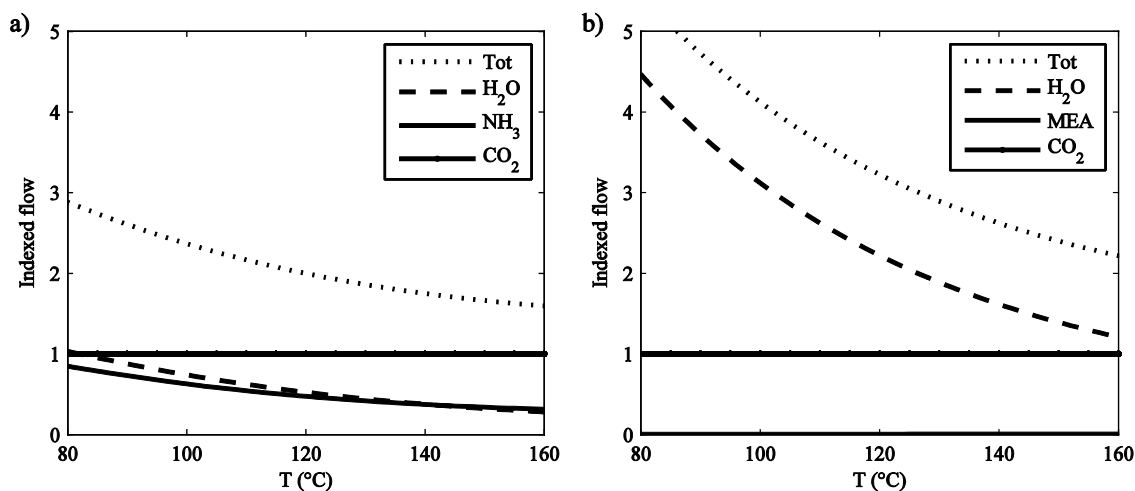 a)
5
4
3
2
1
0
Indexed flow
Tot
H₂O
NH₃
CO₂
80 100 120 140 160
T (°C)
b)
5
4
3
2
1
0
Indexed flow
Tot
H₂O
MEA
CO₂
80 100 120 140 160
T (°C)